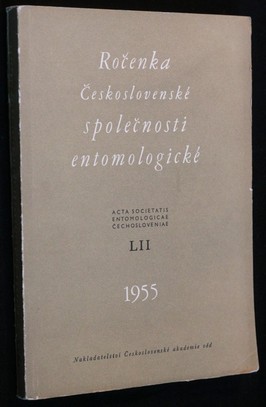 Ročenka
Československé
společnosti
entomologické
ACTA SOCIETATIS
ENTOMOLOGICAE
ČECHOSLOVENIAE
LII
1955
Nakladatelství Československé akademie věd